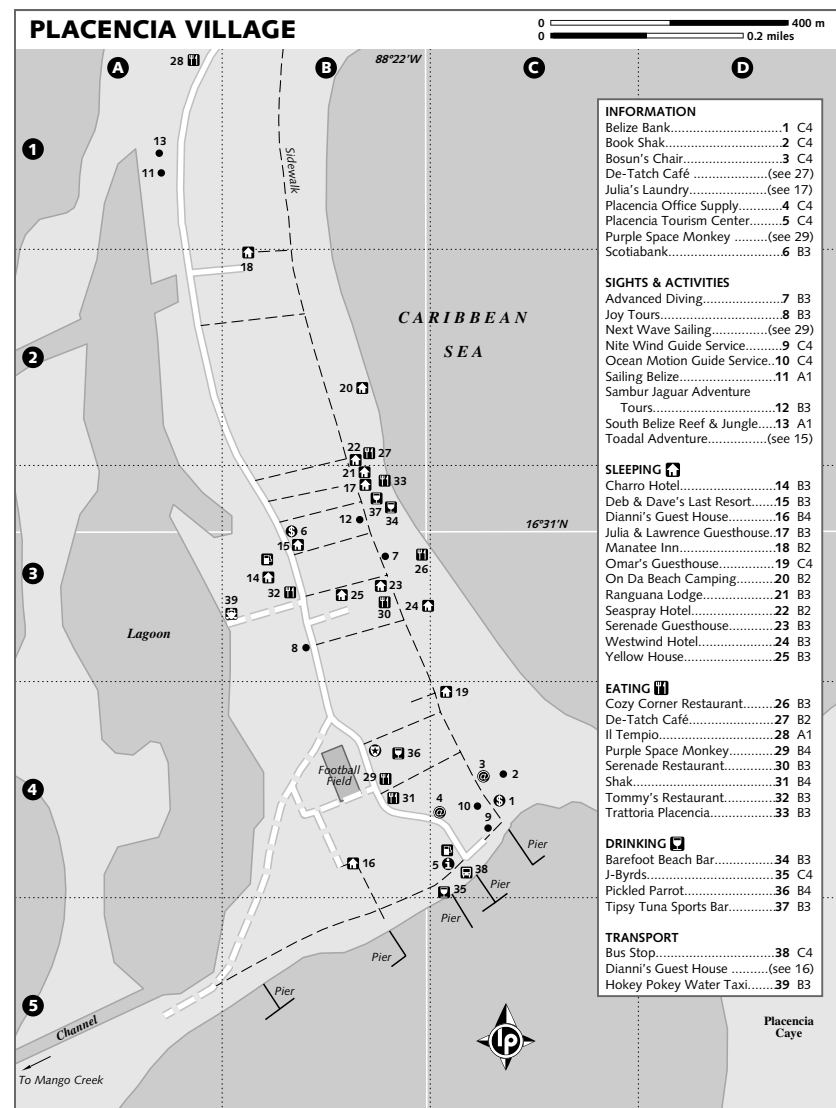 PLACENCIA VILLAGE
0 400 m
0 0.2 miles
A B 88°22'W C D
28
1
13
11
Sidewalk
18
CARIBBEAN
SEA
2
20
22 27
21
17 33
37
34
12
16°31'N
6
15
7
26
3
14
32
25
23
30
24
39
Lagoon
8
19
36
3
2
Football
Field
29
4
31
4
10
1
9
Pier
16
5
38
Pier
35
Pier
Pier
5
Pier
Channel
To Mango Creek
lp
Placencia
Caye
INFORMATION
Belize Bank..............................1 C4
Book Shak...............................2 C4
Bosun's Chair...........................3 C4
De-Tatch Café .................(see 27)
Julia's Laundry..................(see 17)
Placencia Office Supply...........4 C4
Placencia Tourism Center........5 C4
Purple Space Monkey .......(see 29)
Scotiabank...............................6 B3
SIGHTS & ACTIVITIES
Advanced Diving.....................7 B3
Joy Tours.................................8 B3
Next Wave Sailing.............(see 29)
Nite Wind Guide Service.........9 C4
Ocean Motion Guide Service..10 C4
Sailing Belize..........................11 A1
Sambur Jaguar Adventure
Tours..................................12 B3
South Belize Reef & Jungle....13 A1
Toadal Adventure..............(see 15)
SLEEPING
Charro Hotel..........................14 B3
Deb & Dave's Last Resort.......15 B3
Dianni's Guest House.............16 B4
Julia & Lawrence Guesthouse.17 B3
Manatee Inn...........................18 B2
Omar's Guesthouse................19 C4
On Da Beach Camping...........20 B2
Ranguana Lodge....................21 B3
Seaspray Hotel.......................22 B2
Serenade Guesthouse.............23 B3
Westwind Hotel.....................24 B3
Yellow House.........................25 B3
EATING
Cozy Corner Restaurant.........26 B3
De-Tatch Café........................27 B2
Il Tempio................................28 A1
Purple Space Monkey.............29 B4
Serenade Restaurant..............30 B3
Shak.......................................31 B4
Tommy's Restaurant...............32 B3
Trattoria Placencia..................33 B3
DRINKING
Barefoot Beach Bar.................34 B3
J-Byrds...................................35 C4
Pickled Parrot.........................36 B4
Tipsy Tuna Sports Bar............37 B3
TRANSPORT
Bus Stop.................................38 C4
Dianni's Guest House .........(see 16)
Hokey Pokey Water Taxi........39 B3